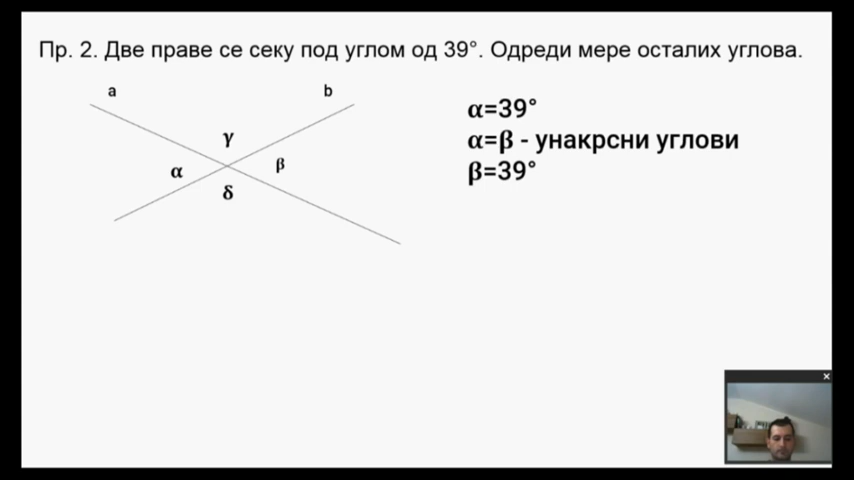 Пр. 2. Две праве се секу под углом од 39°. Одреди мере осталих углова.
a
b
γ
α
β
δ
α=39°
α=β - унакрсни углови
β=39°